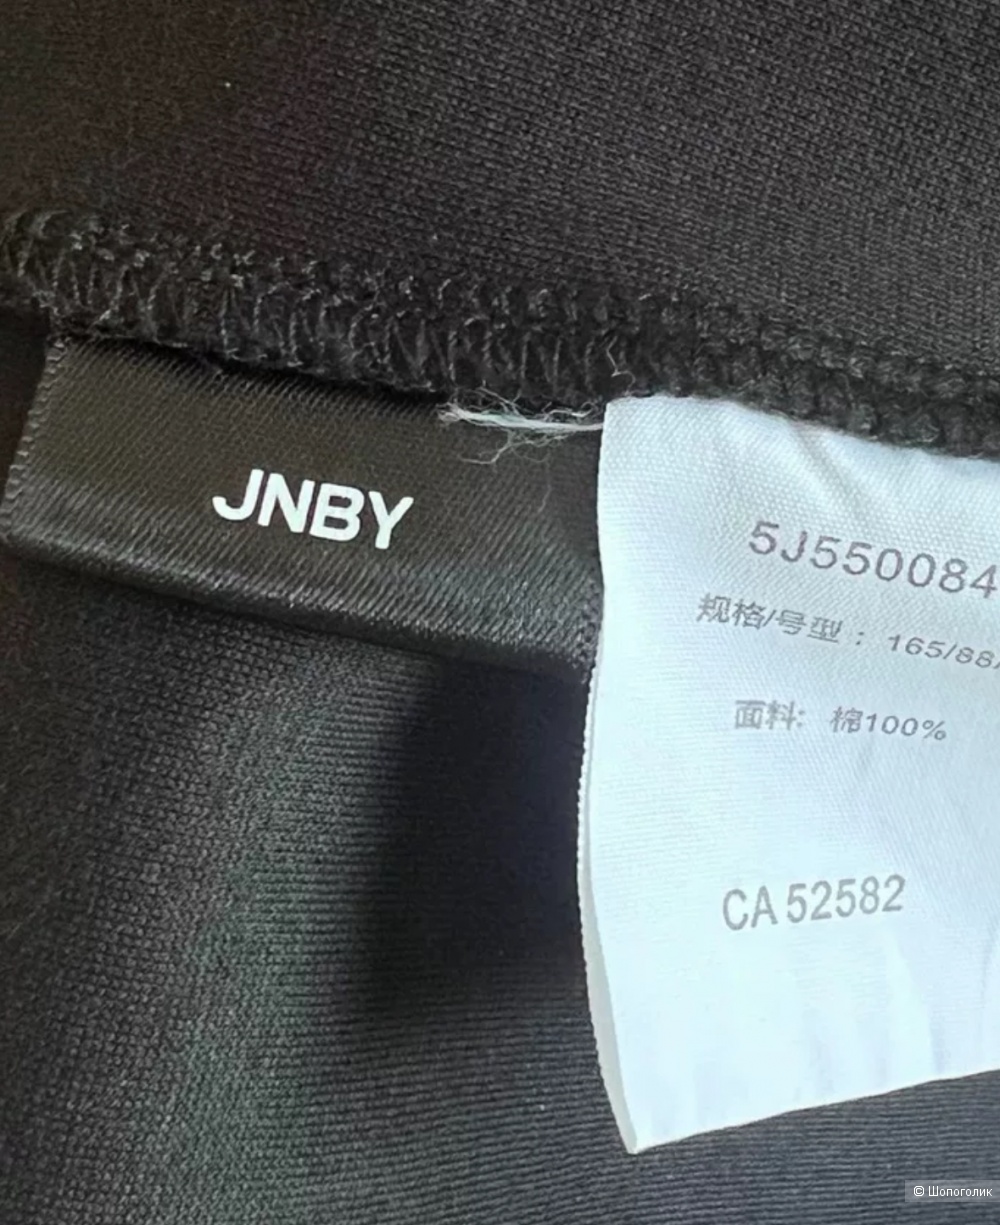 JNBY
5J550084
规格/号型： 165/88
面料: 棉100%
CA 52582
© Шопоголик